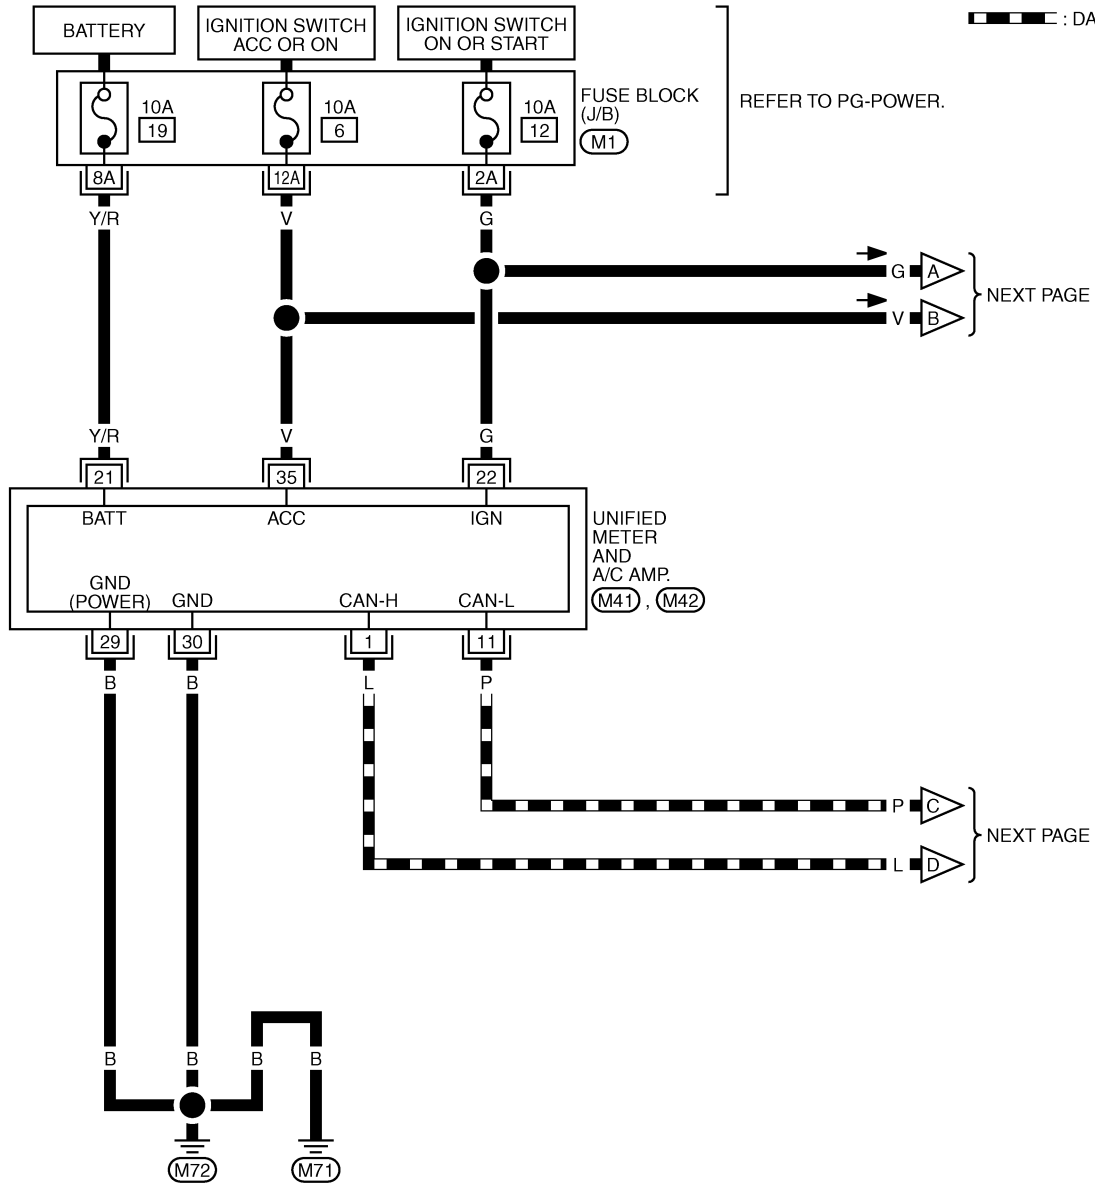 BATTERY
IGNITION SWITCH
ACC OR ON
IGNITION SWITCH
ON OR START
: DA
10A
19
10A
6
10A
12
FUSE BLOCK
(J/B)
M1
REFER TO PG-POWER.
8A
12A
2A
Y/R
V
G
G
A
V
B
NEXT PAGE
Y/R
V
G
21
35
22
BATT
ACC
IGN
UNIFIED
METER
AND
A/C AMP.
M41 , M42
GND
(POWER)
GND
CAN-H
CAN-L
29
30
1
11
B
B
L
P
P
C
L
D
NEXT PAGE
B
B
B
B
M72
M71